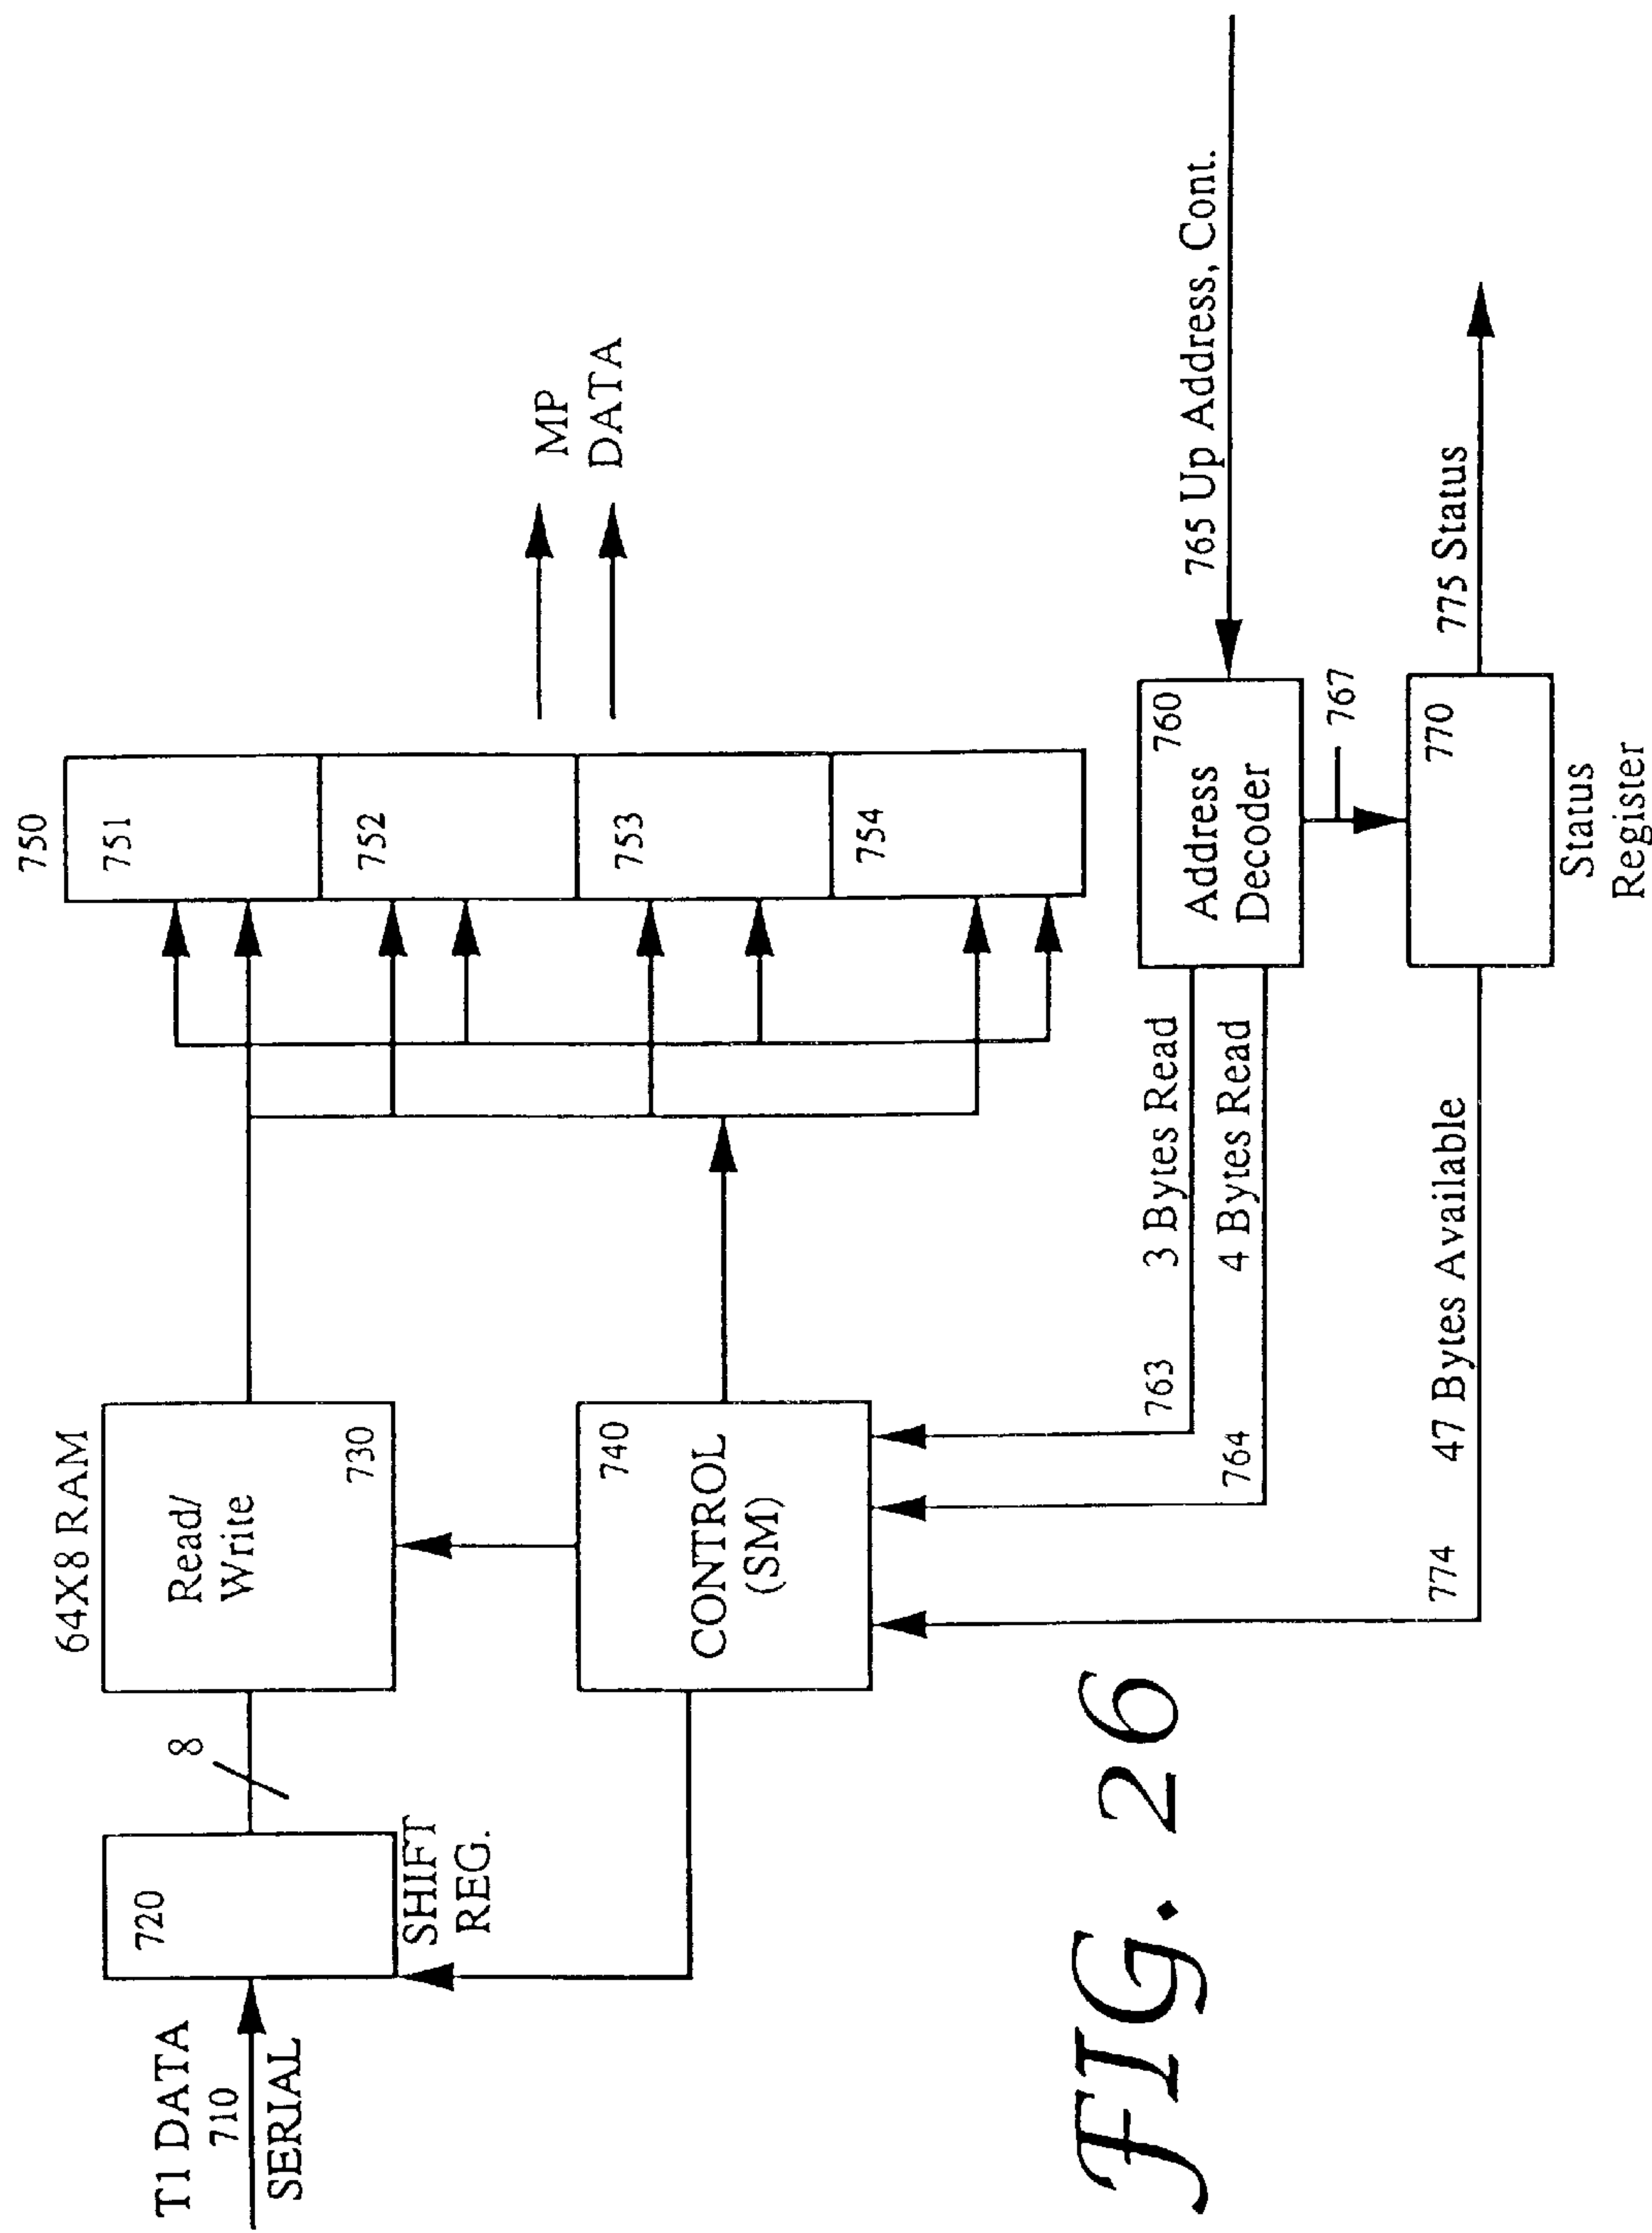 T1 DATA
710
SERIAL
720
SHIFT
REG.
8
64X8 RAM
Read/
Write
730
740
CONTROL
(SM)
750
751
752
753
754
MP
DATA
763
3 Bytes Read
764
4 Bytes Read
774
47 Bytes Available
760
Address
Decoder
765 Up Address, Cont.
767
770
Status
Register
775 Status
FIG. 26